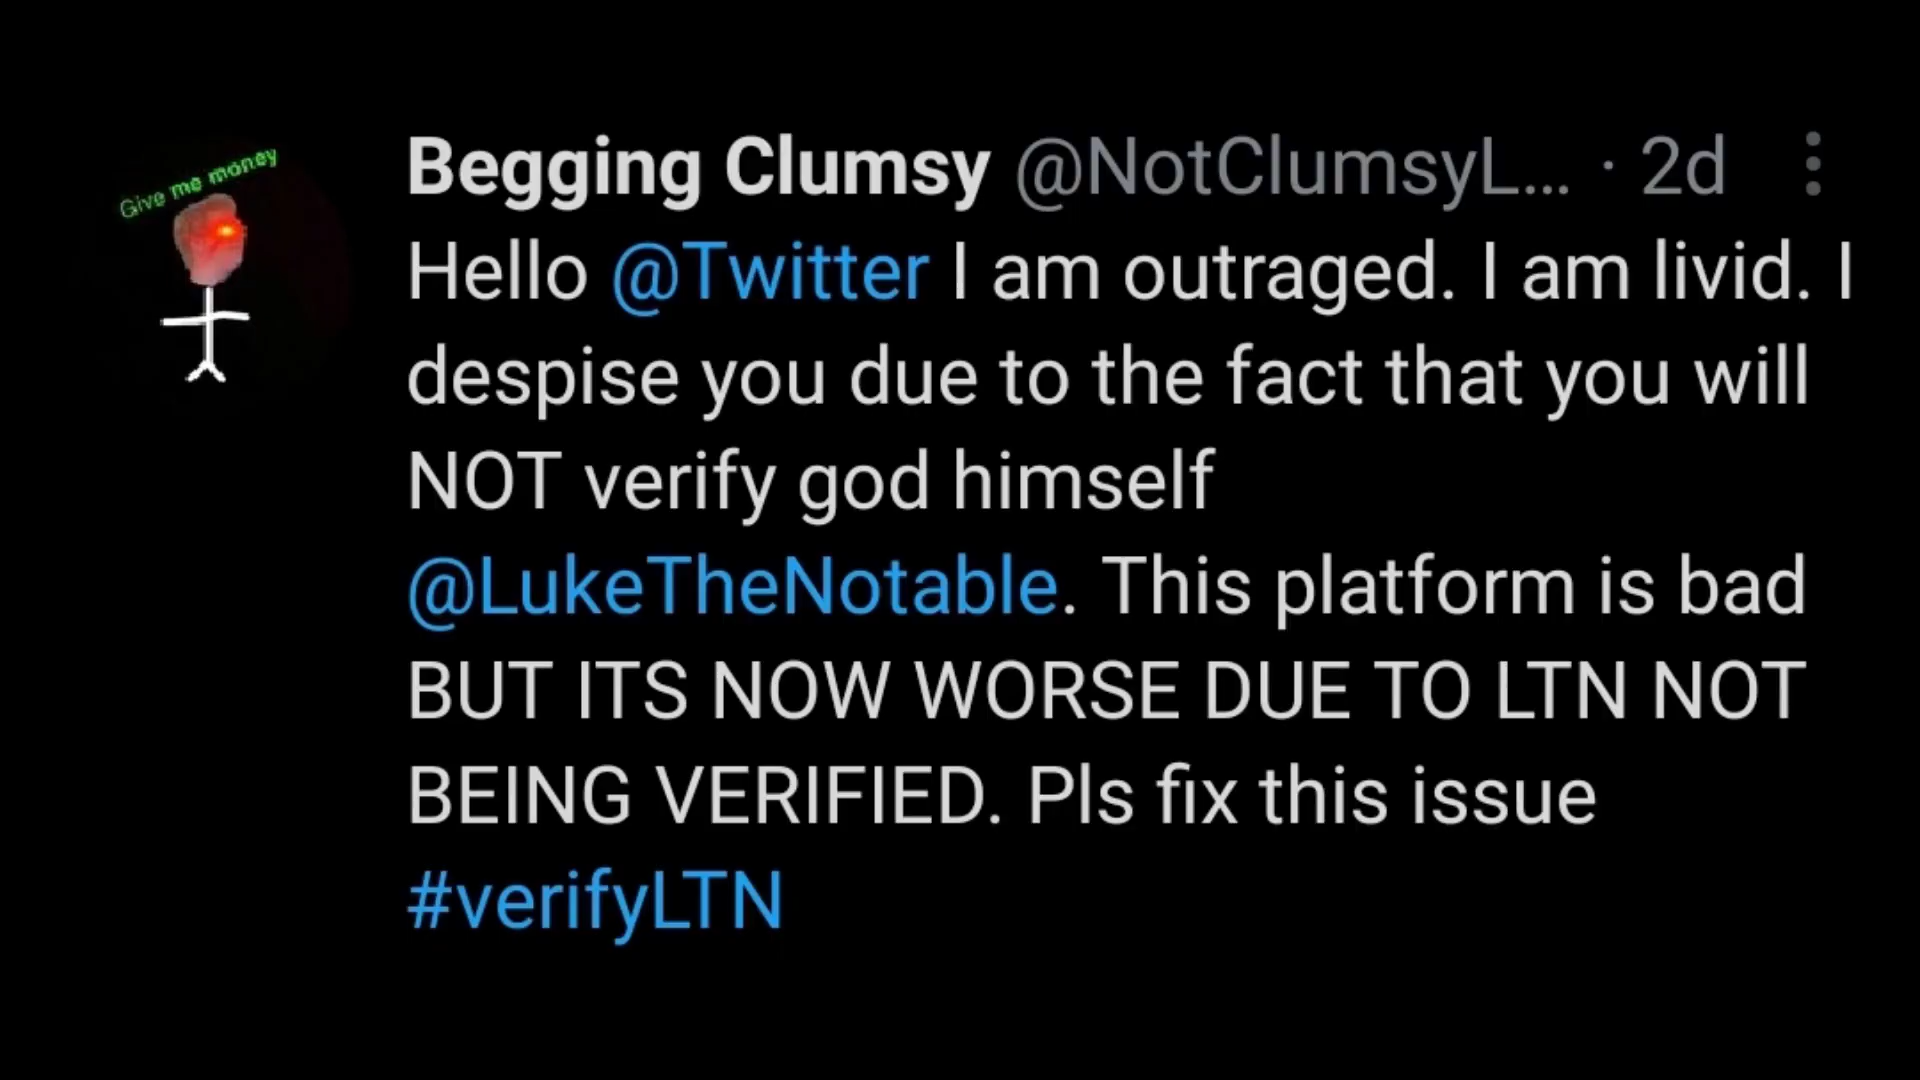 Give me money
Begging Clumsy @NotClumsyL... · 2d
Hello @Twitter I am outraged. I am livid. I
despise you due to the fact that you will
NOT verify god himself
@LukeTheNotable. This platform is bad
BUT ITS NOW WORSE DUE TO LTN NOT
BEING VERIFIED. Pls fix this issue
#verifyLTN